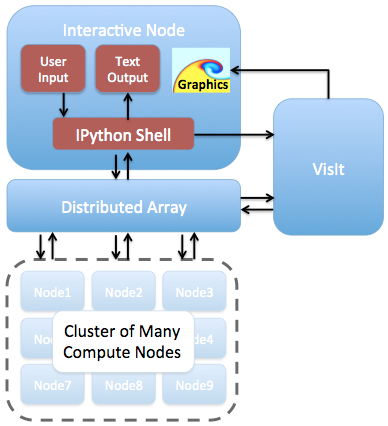 Interactive Node
User
Input
Text
Output
Graphics
IPython Shell
VisIt
Distributed Array
Node1
Node2
Node3
Cluster of Many
Compute Nodes
Node7
Node8
Node9